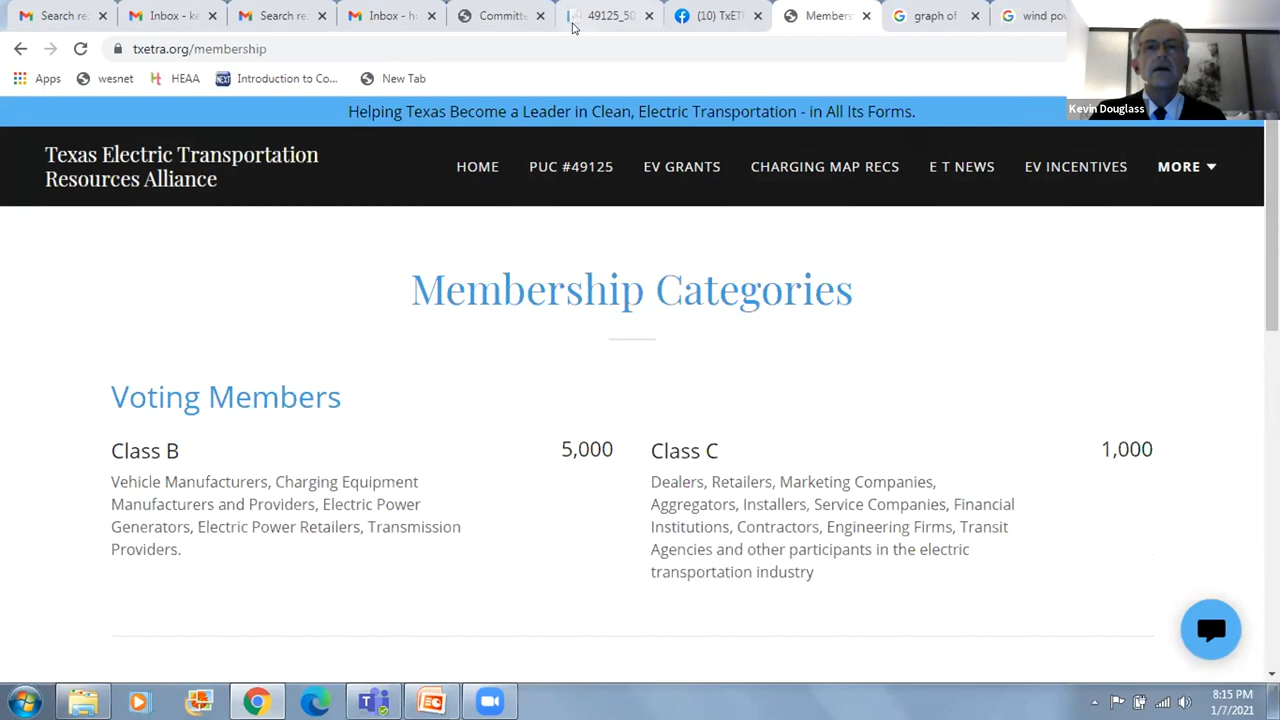 Search re
Inbox - ke
Search re
Inbox - ha
Committe
49125_50
(10) TxETR
Members
graph of
wind pov
txetra.org/membership
Apps
wesnet
HEAA
Introduction to Co...
New Tab
Kevin Douglass
Helping Texas Become a Leader in Clean, Electric Transportation - in All Its Forms.
Texas Electric Transportation
Resources Alliance
HOME
PUC #49125
EV GRANTS
CHARGING MAP RECS
E T NEWS
EV INCENTIVES
MORE
Membership Categories
Voting Members
Class B 5,000
Vehicle Manufacturers, Charging Equipment
Manufacturers and Providers, Electric Power
Generators, Electric Power Retailers, Transmission
Providers.
Class C 1,000
Dealers, Retailers, Marketing Companies,
Aggregators, Installers, Service Companies, Financial
Institutions, Contractors, Engineering Firms, Transit
Agencies and other participants in the electric
transportation industry
8:15 PM
1/7/2021